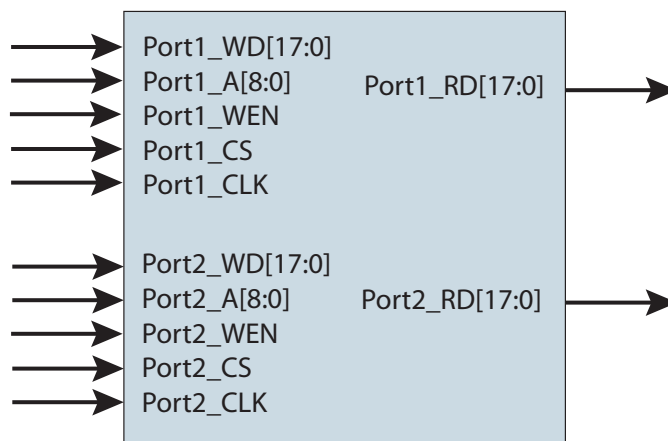 Port1_WD[17:0]
Port1_A[8:0]
Port1_RD[17:0]
Port1_WEN
Port1_CS
Port1_CLK
Port2_WD[17:0]
Port2_A[8:0]
Port2_RD[17:0]
Port2_WEN
Port2_CS
Port2_CLK